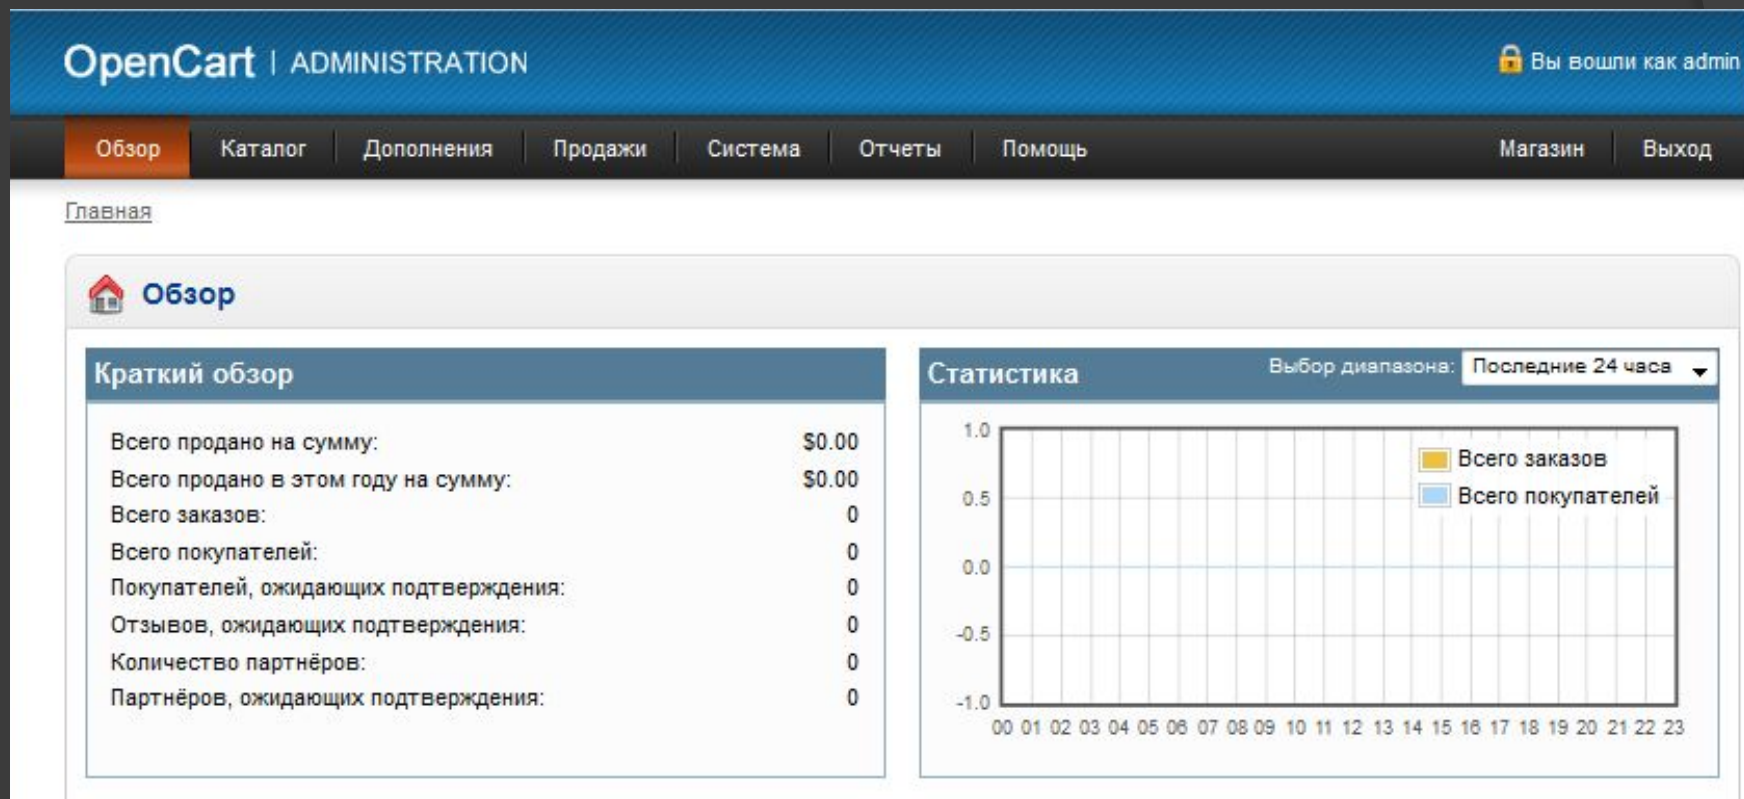 OpenCart | ADMINISTRATION
Вы вошли как admin
Обзор Каталог Дополнения Продажи Система Отчеты Помощь Магазин Выход
Главная
Обзор
Краткий обзор
Всего продано на сумму: $0.00
Всего продано в этом году на сумму: $0.00
Всего заказов: 0
Всего покупателей: 0
Покупателей, ожидающих подтверждения: 0
Отзывов, ожидающих подтверждения: 0
Количество партнёров: 0
Партнёров, ожидающих подтверждения: 0
Статистика Выбор диапазона: Последние 24 часа
1.0
Всего заказов
0.5
Всего покупателей
0.0
-0.5
-1.0
00 01 02 03 04 05 06 07 08 09 10 11 12 13 14 15 16 17 18 19 20 21 22 23